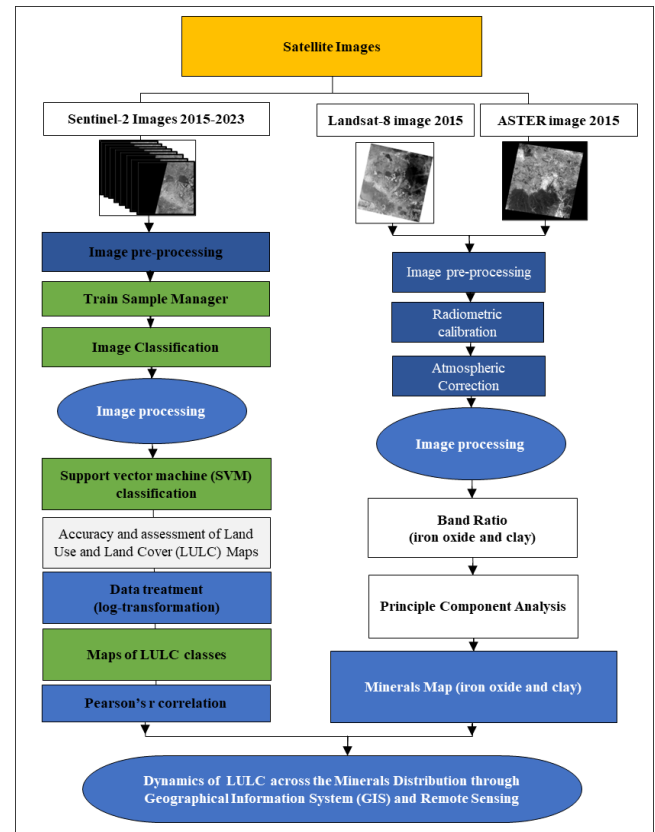 Satellite Images
Sentinel-2 Images 2015-2023
Landsat-8 image 2015
ASTER image 2015
Image pre-processing
Train Sample Manager
Image Classification
Image processing
Support vector machine (SVM)
classification
Accuracy and assessment of Land
Use and Land Cover (LULC) Maps
Data treatment
(log-transformation)
Maps of LULC classes
Pearson's r correlation
Image pre-processing
Radiometric
calibration
Atmospheric
Correction
Image processing
Band Ratio
(iron oxide and clay)
Principle Component Analysis
Minerals Map (iron oxide and clay)
Dynamics of LULC across the Minerals Distribution through
Geographical Information System (GIS) and Remote Sensing